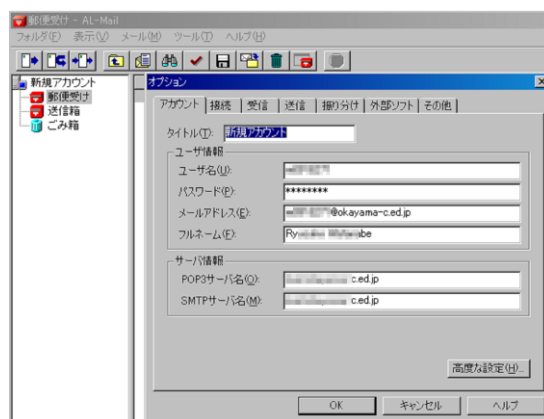 郵便受け - AL-Mail
フォルダ(F) 表示(V) メール(M) ツール(T) ヘルプ(H)
新規アカウント
郵便受け
送信箱
ごみ箱
オプション
アカウント 接続 受信 送信 振り分け 外部ソフト その他
タイトル(T): 新規アカウント
ユーザ情報
ユーザ名(U):
パスワード(P): ********
メールアドレス(E): @okayama-c.ed.jp
フルネーム(F):
サーバ情報
POP3サーバ名(O): c.ed.jp
SMTPサーバ名(M): c.ed.jp
高度な設定(H)...
OK キャンセル ヘルプ